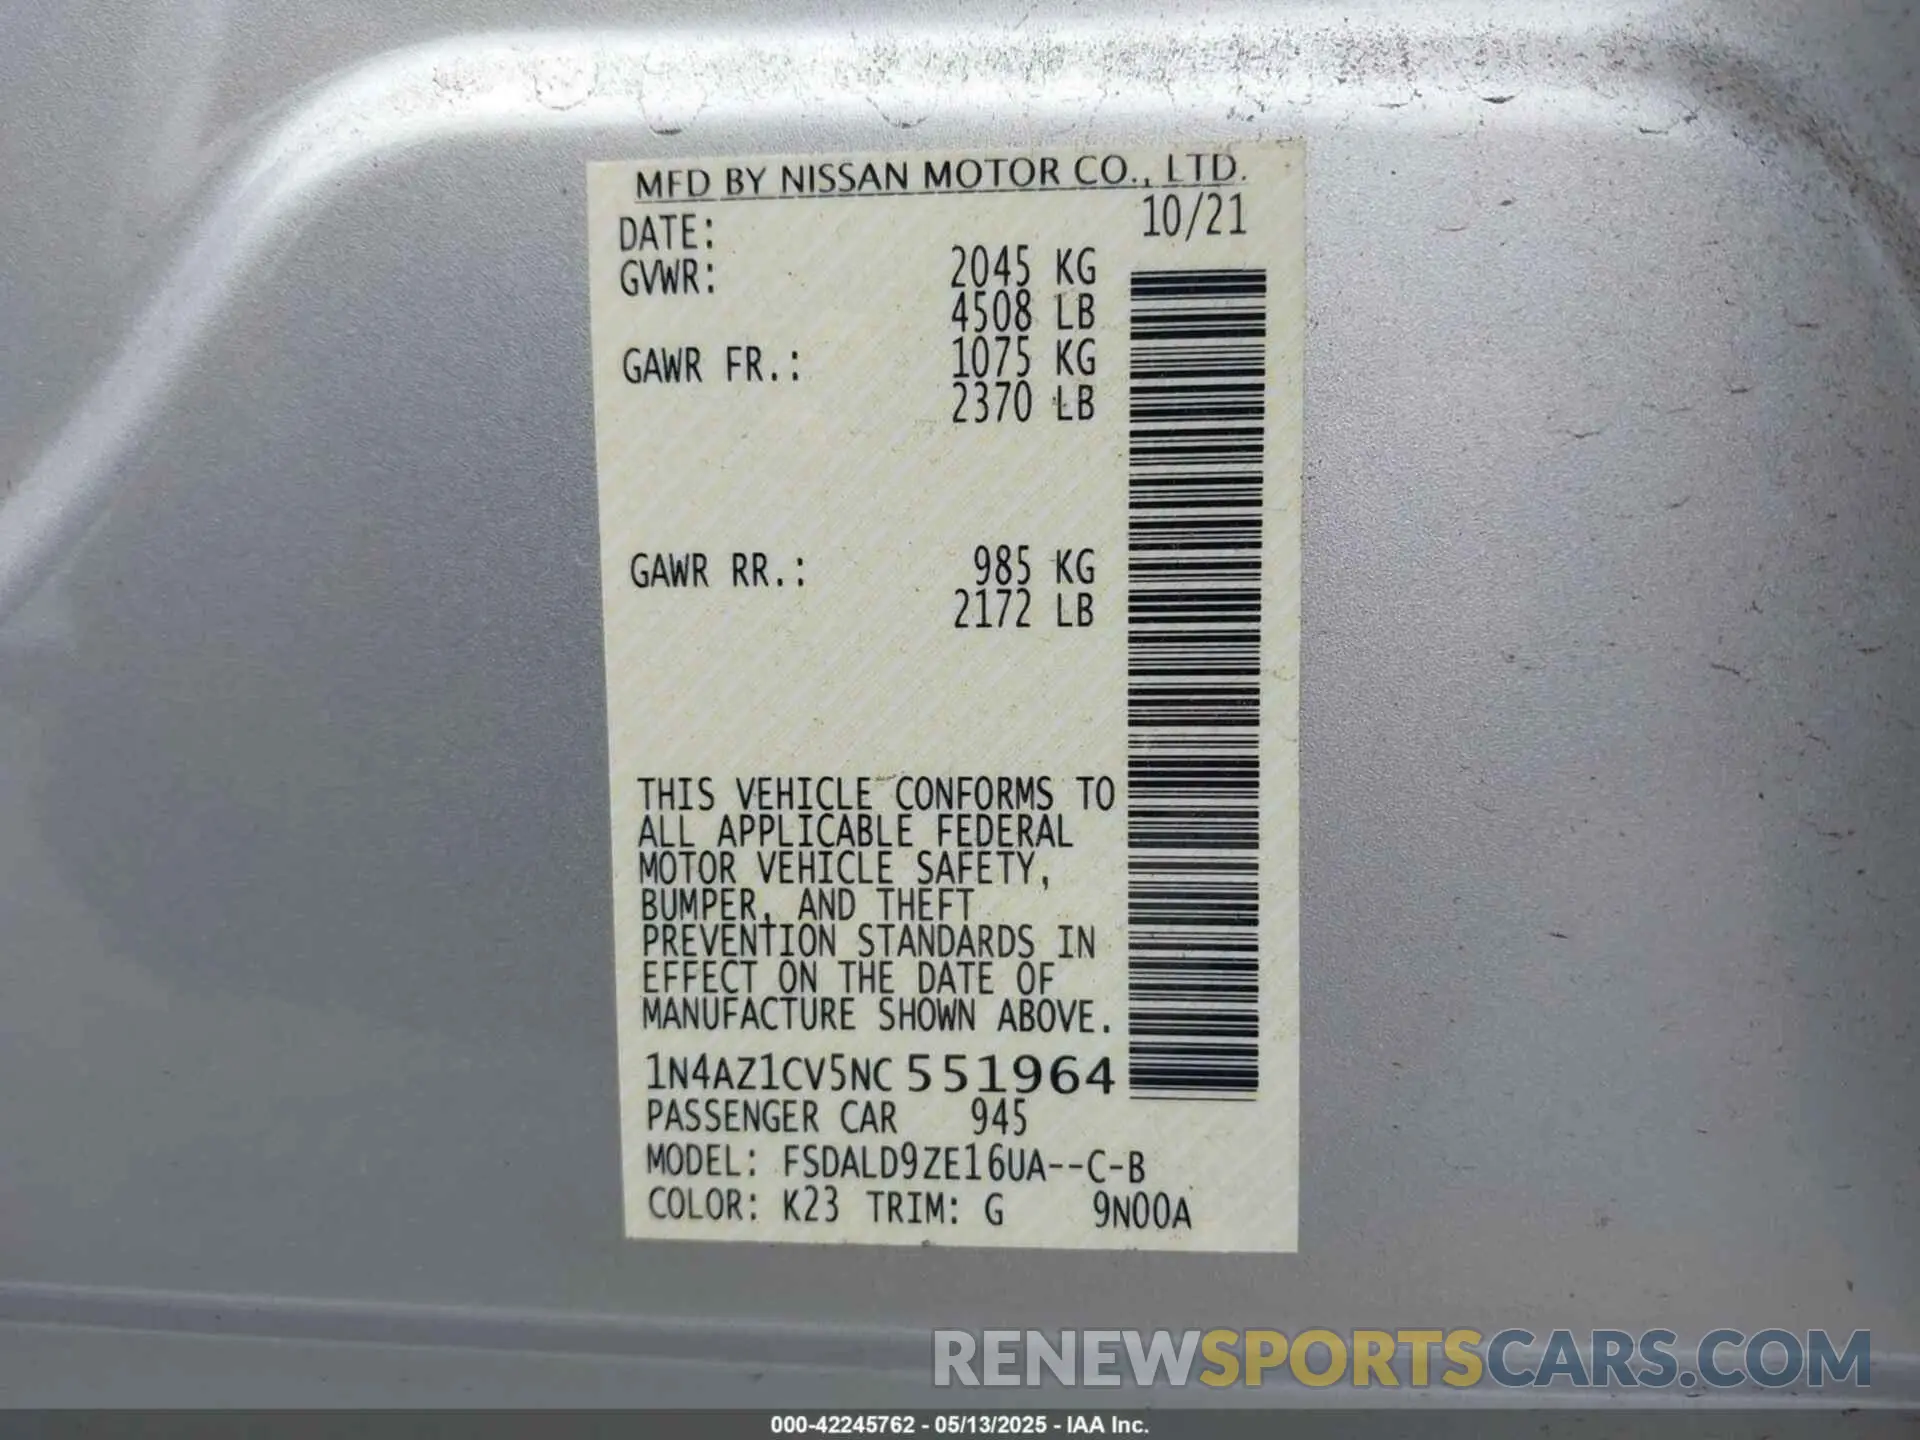 MFD BY NISSAN MOTOR CO., LTD.
DATE: 10/21
GVWR: 2045 KG
4508 LB
GAWR FR.: 1075 KG
2370 LB
GAWR RR.: 985 KG
2172 LB
THIS VEHICLE CONFORMS TO
ALL APPLICABLE FEDERAL
MOTOR VEHICLE SAFETY,
BUMPER, AND THEFT
PREVENTION STANDARDS IN
EFFECT ON THE DATE OF
MANUFACTURE SHOWN ABOVE.
1N4AZ1CV5NC551964
PASSENGER CAR 945
MODEL: FSDALD9ZE16UA--C-B
COLOR: K23 TRIM: G 9N00A
RENEWSPORTSCARS.COM
000-42245762 - 05/13/2025 - IAA Inc.